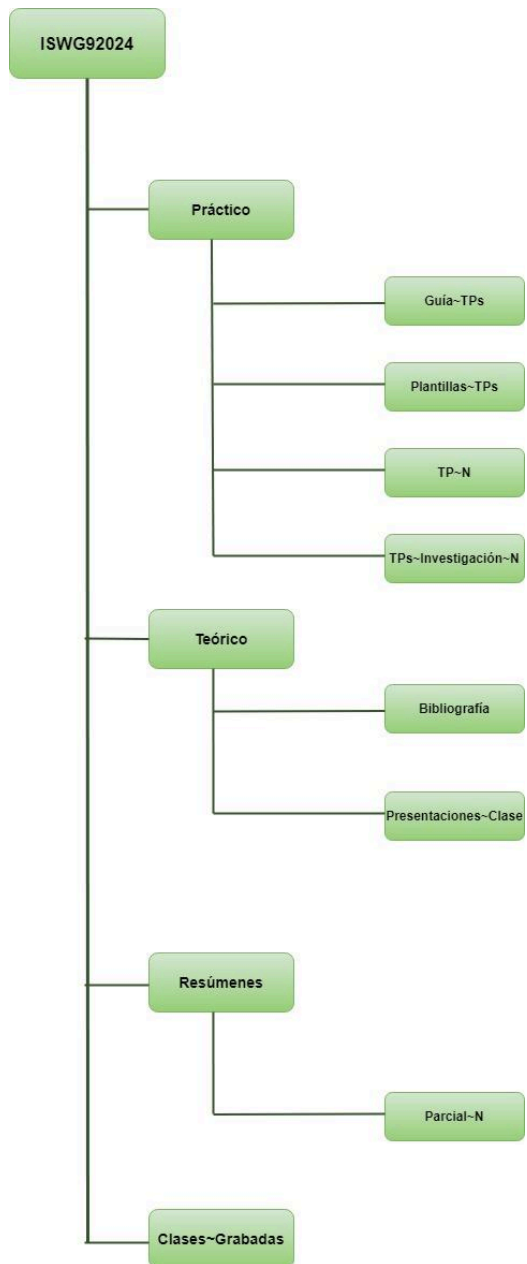 ISWG92024
Práctico
Guía~TPs
Plantillas~TPs
TP~N
TPs~Investigación~N
Teórico
Bibliografía
Presentaciones~Clase
Resúmenes
Parcial~N
Clases~Grabadas